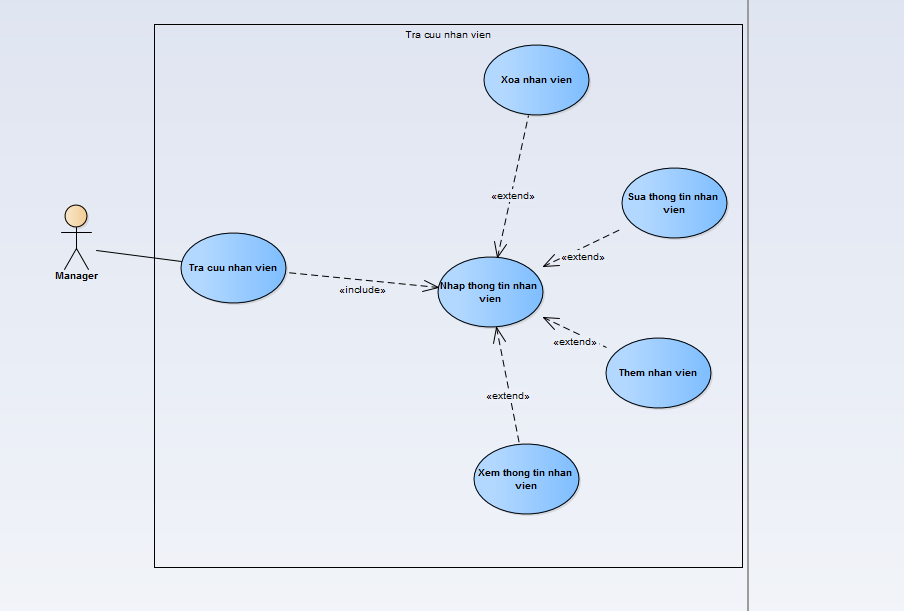 Tra cuu nhan vien
Xoa nhan vien
«extend»
Sua thong tin nhan
vien
«extend»
Manager
Tra cuu nhan vien
«include»
Nhap thong tin nhan
vien
«extend»
Them nhan vien
«extend»
Xem thong tin nhan
vien